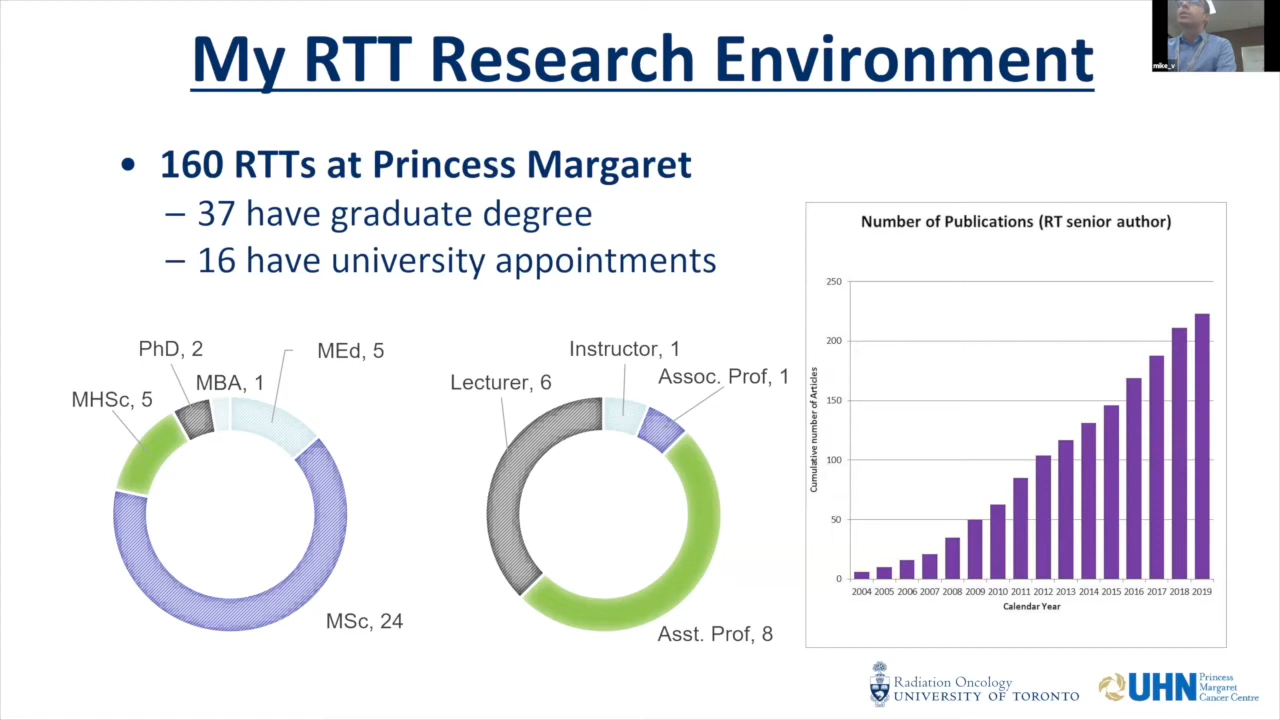 My RTT Research Environment
mike_v
• 160 RTTs at Princess Margaret
– 37 have graduate degree
– 16 have university appointments
PhD, 2
MEd, 5
MBA, 1
MHSc, 5
MSc, 24
Instructor, 1
Assoc. Prof, 1
Lecturer, 6
Asst. Prof, 8
Number of Publications (RT senior author)
Cumulative number of Articles
250
200
150
100
50
0
2004 2005 2006 2007 2008 2009 2010 2011 2012 2013 2014 2015 2016 2017 2018 2019
Calendar Year
Radiation Oncology
UNIVERSITY OF TORONTO
UHN
Princess
Margaret
Cancer Centre